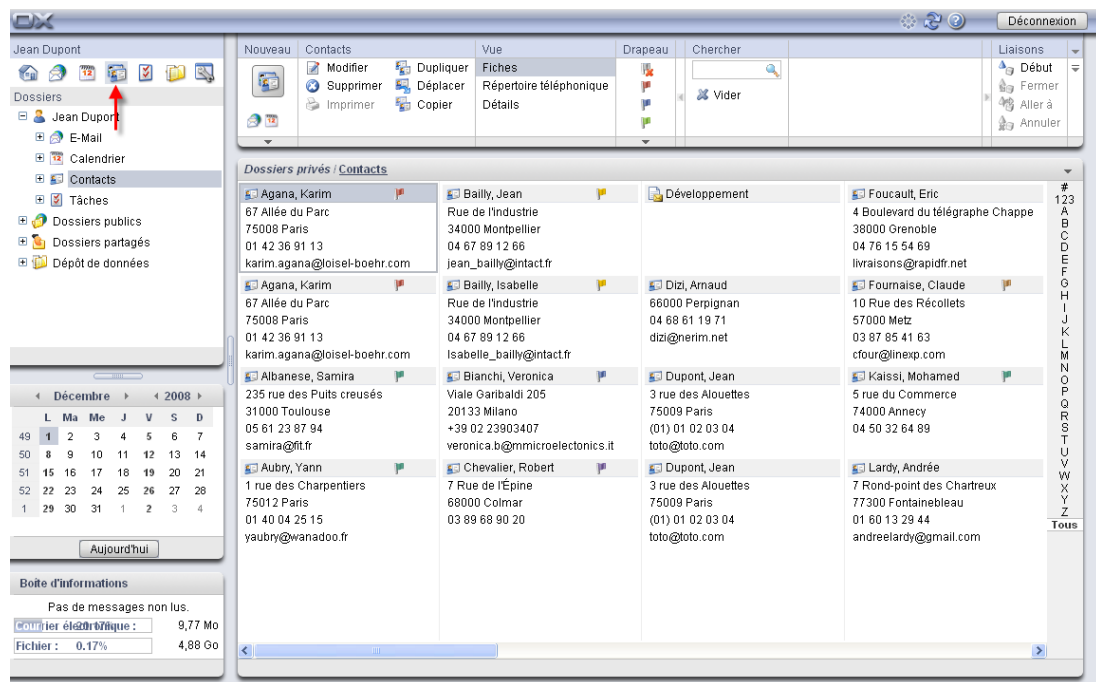 OX
Déconnexion
Jean Dupont
Dossiers
Jean Dupont
E-Mail
Calendrier
Contacts
Tâches
Dossiers publics
Dossiers partagés
Dépôt de données
Nouveau
Contacts
Modifier
Dupliquer
Supprimer
Déplacer
Imprimer
Copier
Vue
Fiches
Répertoire téléphonique
Détails
Drapeau
Chercher
Vider
Liaisons
Début
Fermer
Aller à
Annuler
Dossiers privés / Contacts
Agana, Karim
67 Allée du Parc
75008 Paris
01 42 36 91 13
karim.agana@loisel-boehr.com
Agana, Karim
67 Allée du Parc
75008 Paris
01 42 36 91 13
karim.agana@loisel-boehr.com
Albanese, Samira
235 rue des Puits creusés
31000 Toulouse
05 61 23 87 94
samira@fit.fr
Aubry, Yann
1 rue des Charpentiers
75012 Paris
01 40 04 25 15
yaubry@wanadoo.fr
Bailly, Jean
Rue de l'industrie
34000 Montpellier
04 67 89 12 66
jean_bailly@intact.fr
Bailly, Isabelle
Rue de l'industrie
34000 Montpellier
04 67 89 12 66
Isabelle_bailly@intact.fr
Bianchi, Veronica
Viale Garibaldi 205
20133 Milano
+39 02 23903407
veronica.b@mmicroelectonics.it
Chevalier, Robert
7 Rue de l'Épine
68000 Colmar
03 89 68 90 20
Développement
Dizi, Arnaud
66000 Perpignan
04 68 61 19 71
dizi@nerim.net
Dupont, Jean
3 rue des Alouettes
75009 Paris
(01) 01 02 03 04
toto@toto.com
Dupont, Jean
3 rue des Alouettes
75009 Paris
(01) 01 02 03 04
toto@toto.com
Foucault, Eric
4 Boulevard du télégraphe Chappe
38000 Grenoble
04 76 15 54 69
livraisons@rapidfr.net
Fournaise, Claude
10 Rue des Récollets
57000 Metz
03 87 85 41 63
cfour@linexp.com
Kaissi, Mohamed
5 rue du Commerce
74000 Annecy
04 50 32 64 89
Lardy, Andrée
7 Rond-point des Chartreux
77300 Fontainebleau
01 60 13 29 44
andreelardy@gmail.com
#
123
A
B
C
D
E
F
G
H
I
J
K
L
M
N
O
P
Q
R
S
T
U
V
W
X
Y
Z
Tous
Décembre 2008
L Ma Me J V S D
49 1 2 3 4 5 6 7
50 8 9 10 11 12 13 14
51 15 16 17 18 19 20 21
52 22 23 24 25 26 27 28
1 29 30 31 1 2 3 4
Aujourd'hui
Boite d'informations
Pas de messages non lus.
Courrier électronique : 9,77 Mo
Fichier : 0.17% 4,88 Go